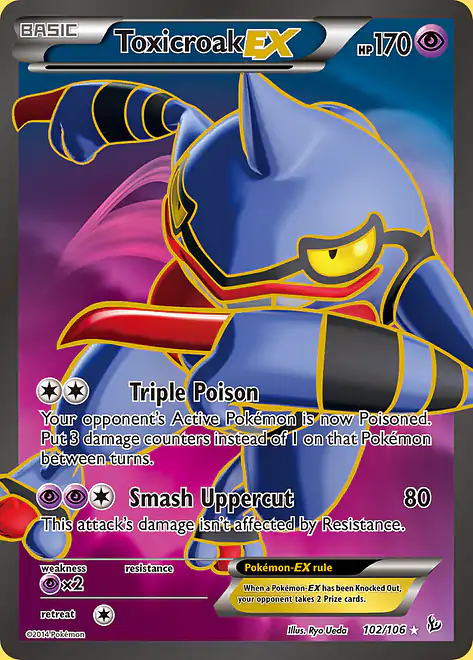 BASIC Toxicroak EX HP170
Triple Poison
Your opponent's Active Pokémon is now Poisoned.
Put 3 damage counters instead of 1 on that Pokémon
between turns.
Smash Uppercut 80
This attack's damage isn't affected by Resistance.
weakness resistance
×2
retreat
Pokémon-EX rule
When a Pokémon-EX has been Knocked Out,
your opponent takes 2 Prize cards.
©2014 Pokémon Illus. Ryo Ueda 102/106